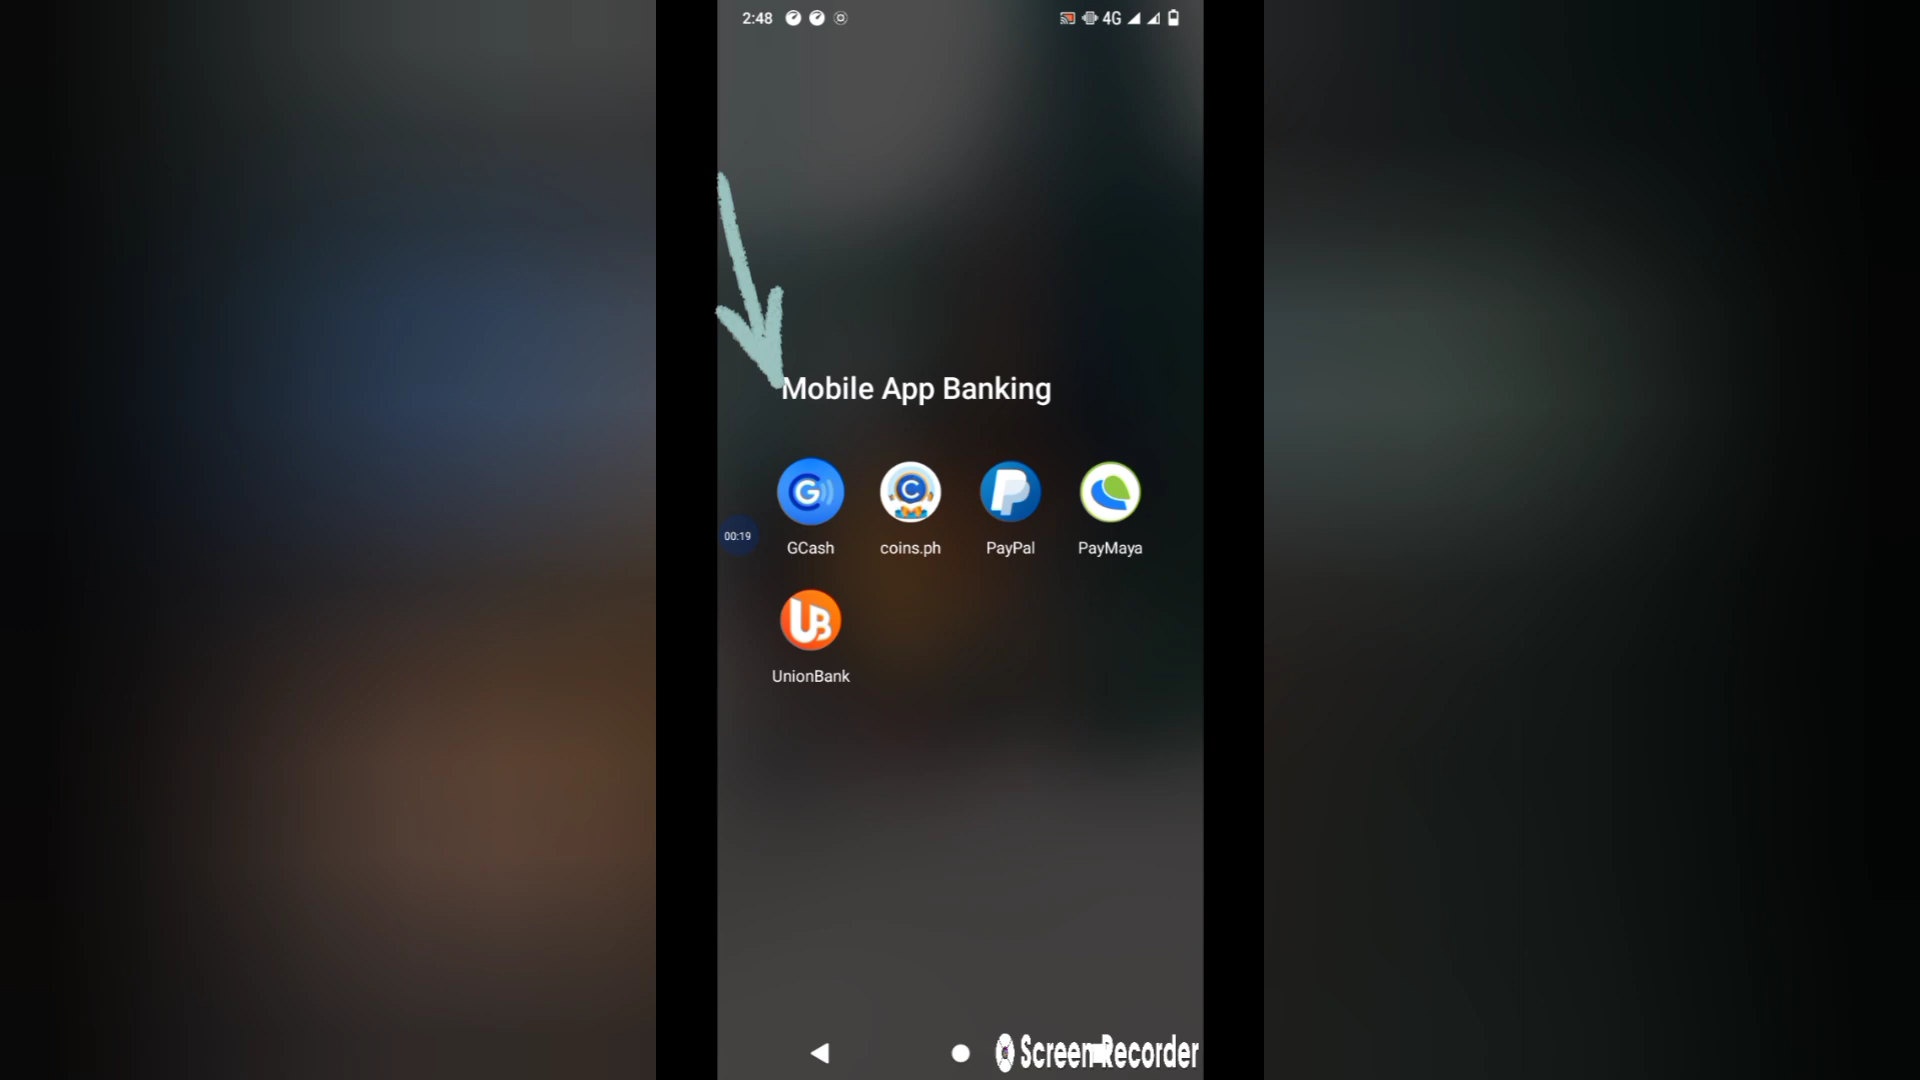 2:48
4G
Mobile App Banking
GCash
coins.ph
PayPal
PayMaya
00:19
UnionBank
Screen Recorder